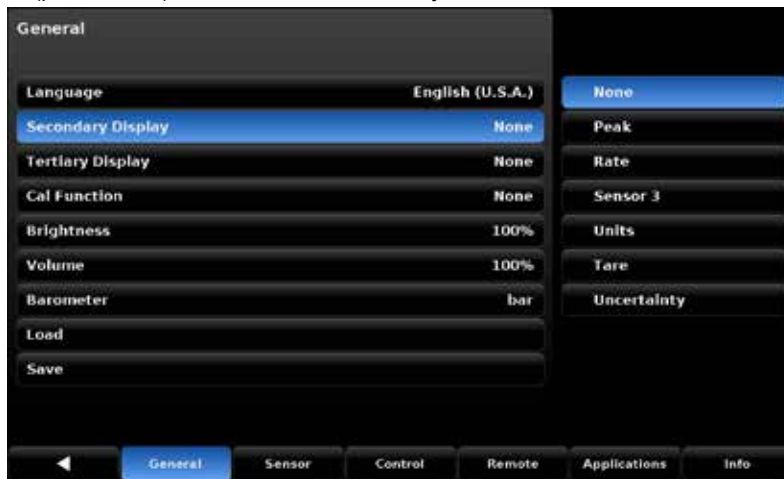 General
Language English (U.S.A.)
Secondary Display None
Tertiary Display None
Cal Function None
Brightness 100%
Volume 100%
Barometer bar
Load
Save
None
Peak
Rate
Sensor 3
Units
Tare
Uncertainty
General Sensor Control Remote Applications Info